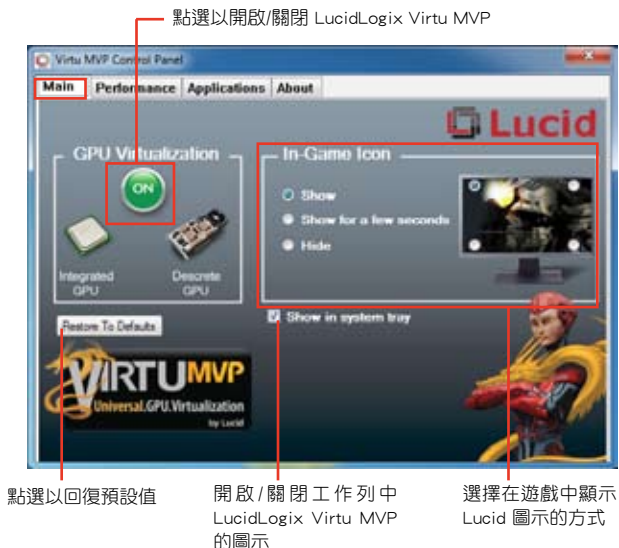 點選以開啟/關閉 LucidLogix Virtu MVP
Virtu MVP Control Panel
Main Performance Applications About
Lucid
GPU Virtualization
In-Game Icon
ON
Show
Show for a few seconds
Hide
Integrated
GPU
Descrete
GPU
Restore To Defaults
Show in system tray
VIRTU MVP
Universal.GPU.Virtualization
by Lucid
點選以回復預設值
開啟/關閉工作列中
LucidLogix Virtu MVP
的圖示
選擇在遊戲中顯示
Lucid 圖示的方式